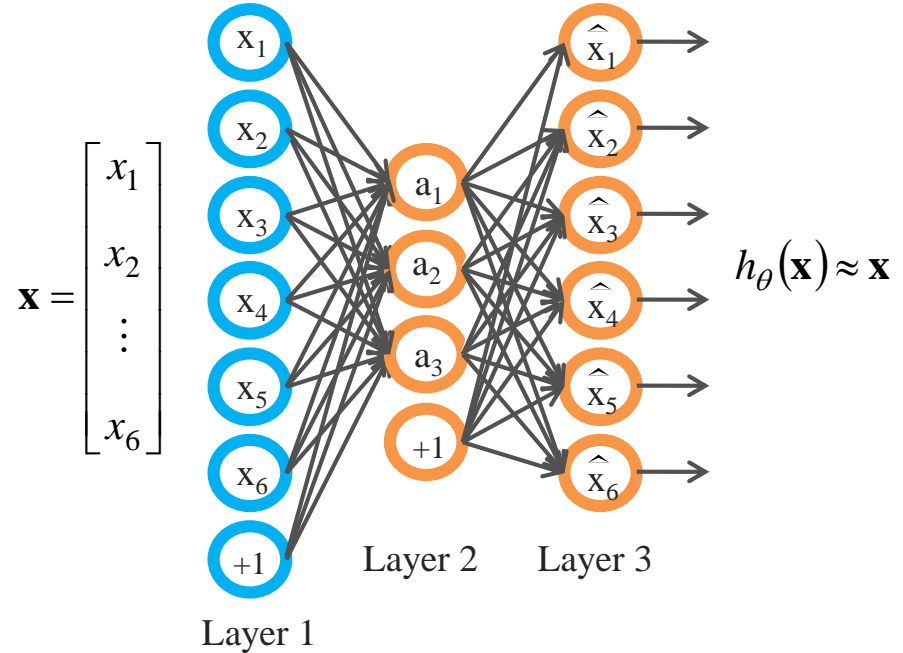 x = [x₁ x₂ ⋮ x₆]
x₁
x₂
x₃
x₄
x₅
x₆
+1
Layer 1
a₁
a₂
a₃
+1
Layer 2
x̂₁
x̂₂
x̂₃
x̂₄
x̂₅
x̂₆
Layer 3
h_θ(x) ≈ x